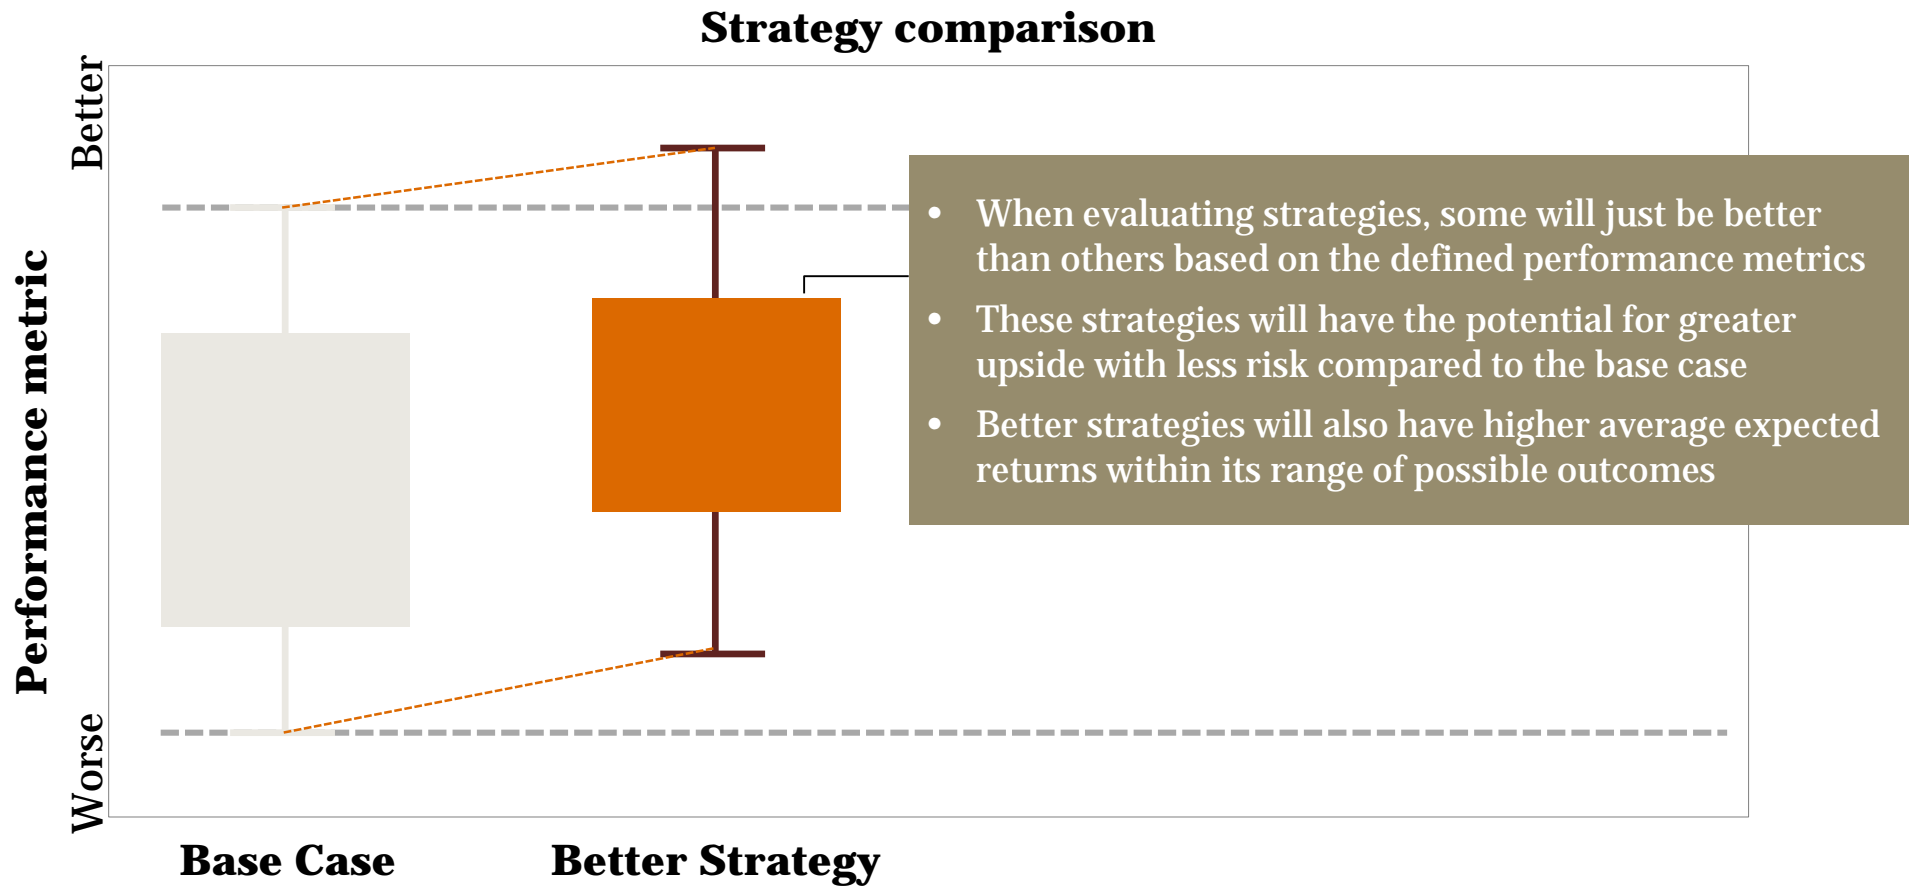 Strategy comparison
Better
Performance metric
Worse
• When evaluating strategies, some will just be better
than others based on the defined performance metrics
• These strategies will have the potential for greater
upside with less risk compared to the base case
• Better strategies will also have higher average expected
returns within its range of possible outcomes
Base Case
Better Strategy